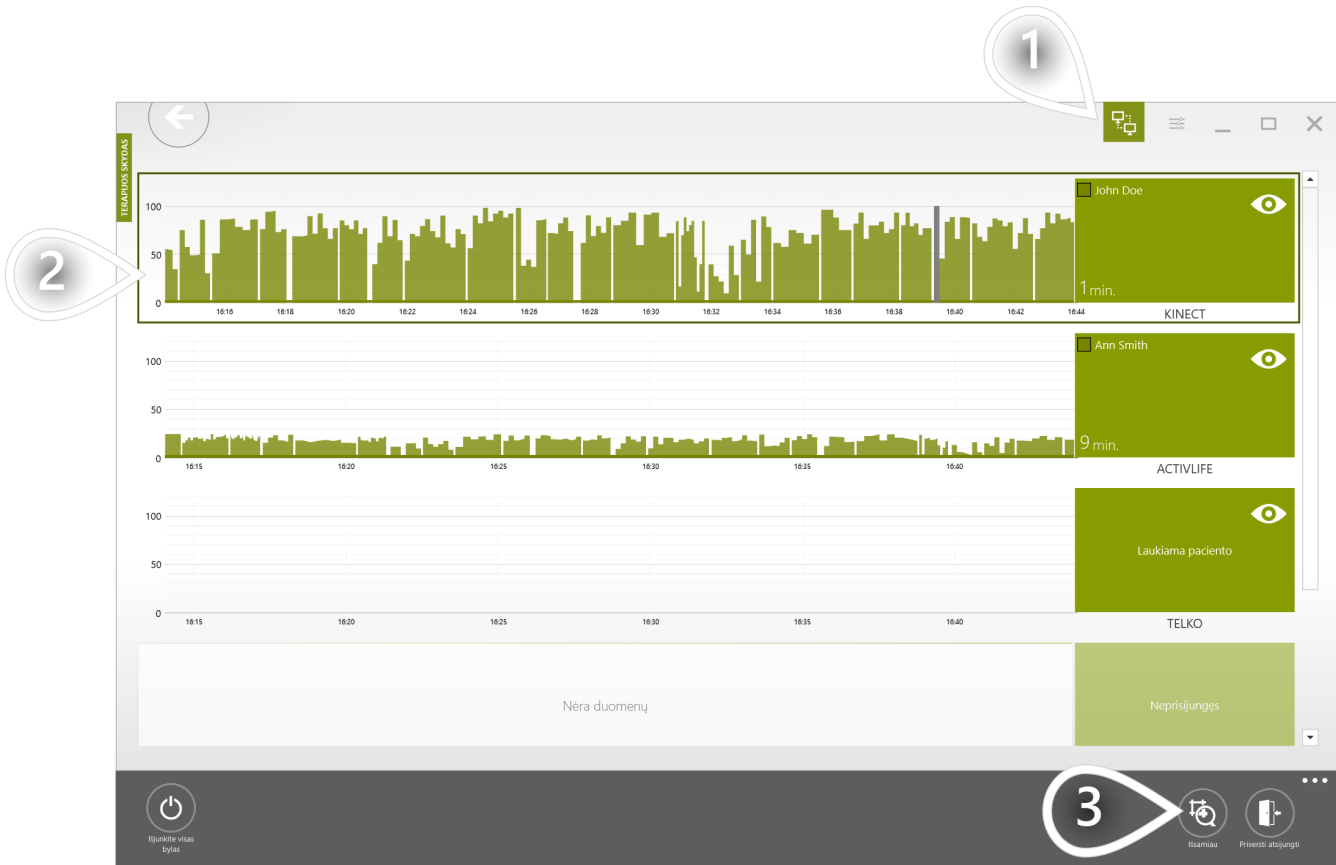 1
TERAPIJOS SKYDAS
2
100
50
0
16:16 16:18 16:20 16:22 16:24 16:26 16:28 16:30 16:32 16:34 16:36 16:38 16:40 16:42 16:44
John Doe
1 min.
KINECT
100
50
0
16:15 16:20 16:25 16:30 16:35 16:40
Ann Smith
9 min.
ACTIVLIFE
100
50
0
16:15 16:20 16:25 16:30 16:35 16:40
Laukiama paciento
TELKO
Nėra duomenų
Neprisijungęs
Išjunkite visas
bylas
3
Išsamiau
Priversti atsijungti